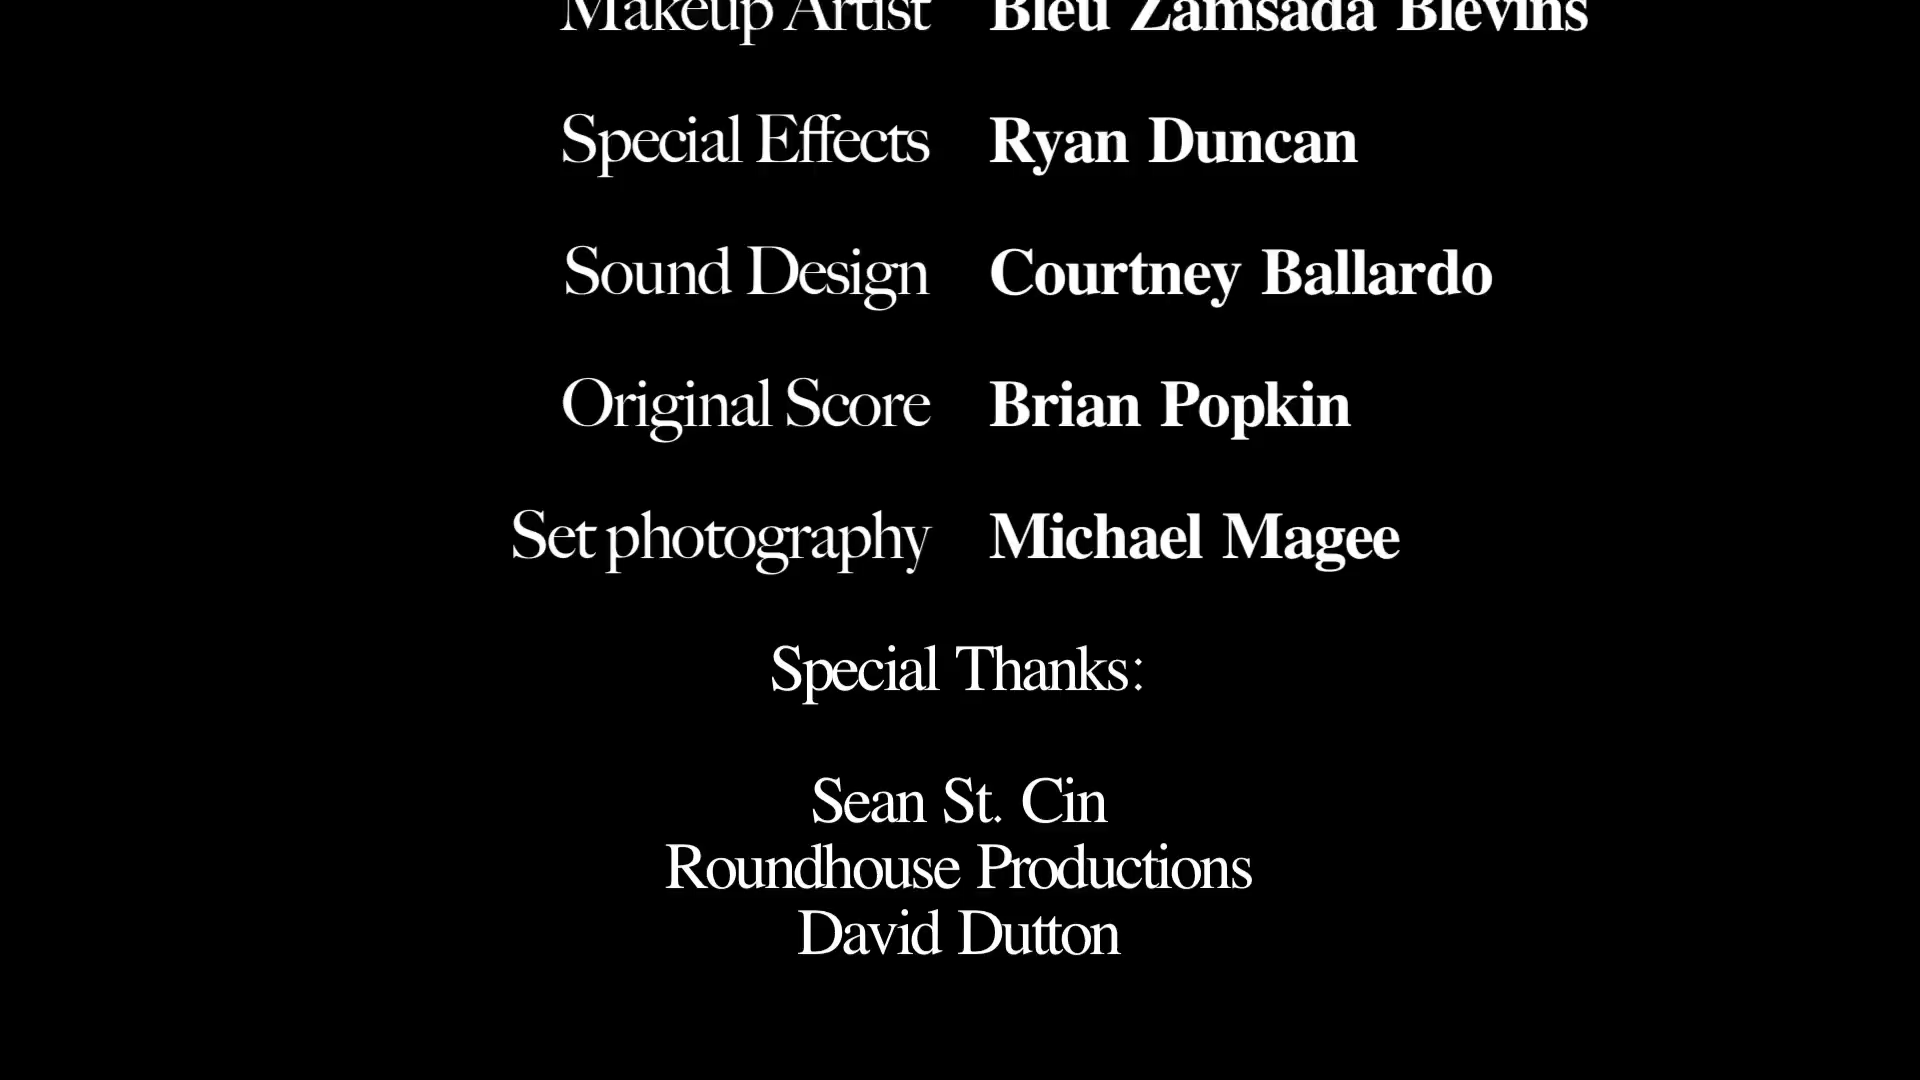 Makeup Artist Bleu Zamsada Blevins
Special Effects Ryan Duncan
Sound Design Courtney Ballardo
Original Score Brian Popkin
Set photography Michael Magee
Special Thanks:
Sean St. Cin
Roundhouse Productions
David Dutton